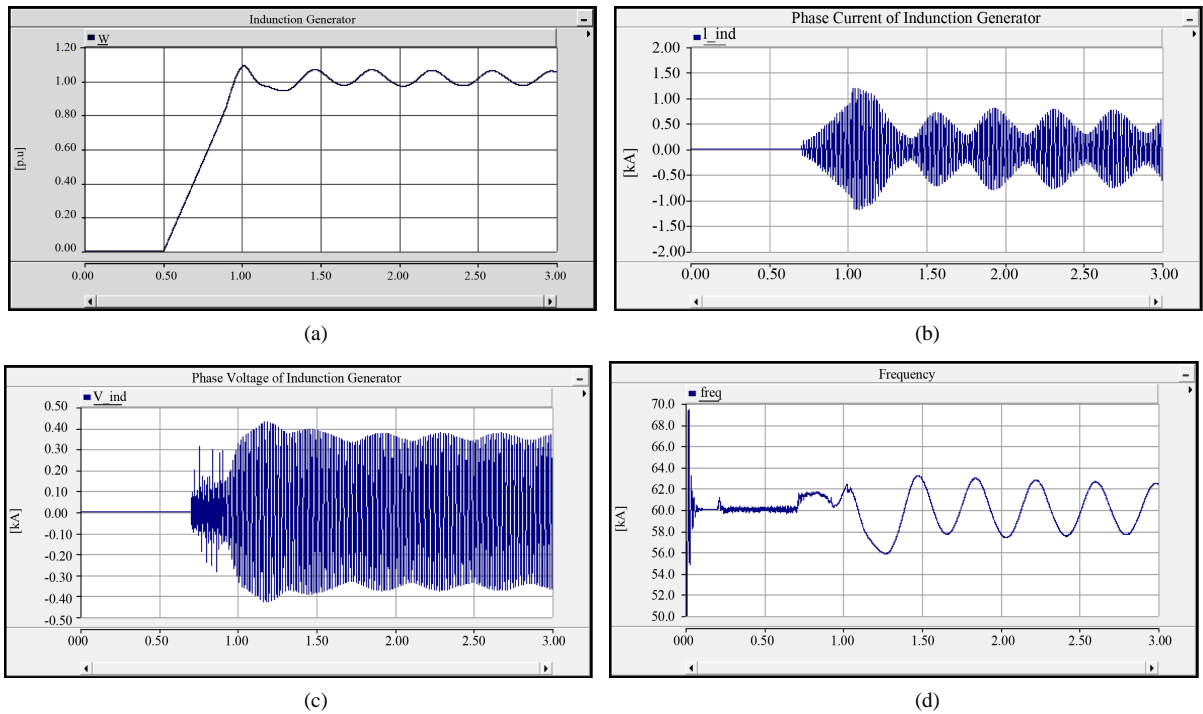 Indunction Generator
W
1.20
1.00
0.80
0.60
0.40
0.20
0.00
[p.u]
0.00 0.50 1.00 1.50 2.00 2.50 3.00
(a)
Phase Current of Indunction Generator
I_ind
2.00
1.50
1.00
0.50
0.00
-0.50
-1.00
-1.50
-2.00
[kA]
0.00 0.50 1.00 1.50 2.00 2.50 3.00
(b)
Phase Voltage of Indunction Generator
V_ind
0.50
0.40
0.30
0.20
0.10
0.00
-0.10
-0.20
-0.30
-0.40
-0.50
[kA]
000 0.50 1.00 1.50 2.00 2.50 3.00
(c)
Frequency
freq
70.0
68.0
66.0
64.0
62.0
60.0
58.0
56.0
54.0
52.0
50.0
[kA]
000 0.50 1.00 1.50 2.00 2.50 3.00
(d)